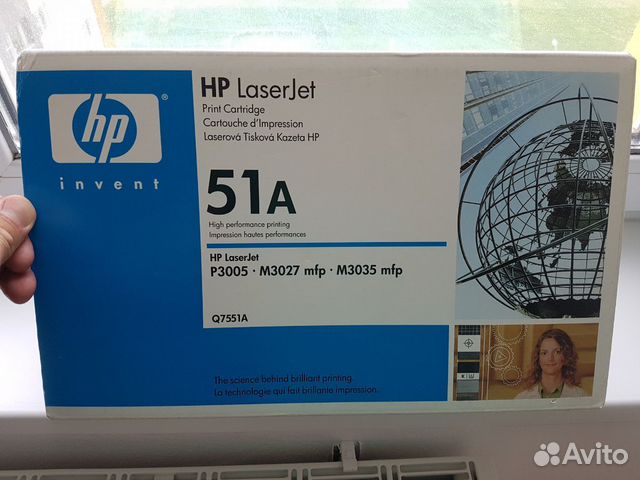 hp
®
invent
HP LaserJet
Print Cartridge
Cartouche d'Impression
Laserová Tisková Kazeta HP
51A
High performance printing
Impression hautes performances
HP LaserJet
P3005 · M3027 mfp · M3035 mfp
Q7551A
The science behind brilliant printing.
La technologie qui fait brillante impression.
Avito